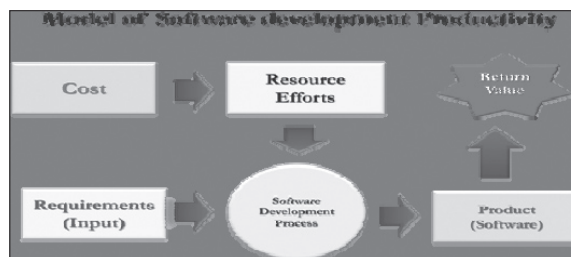 Model of Software development Productivity
Cost
Resource
Efforts
Return
Value
Requirements
(Input)
Software
Development
Process
Product
(Software)